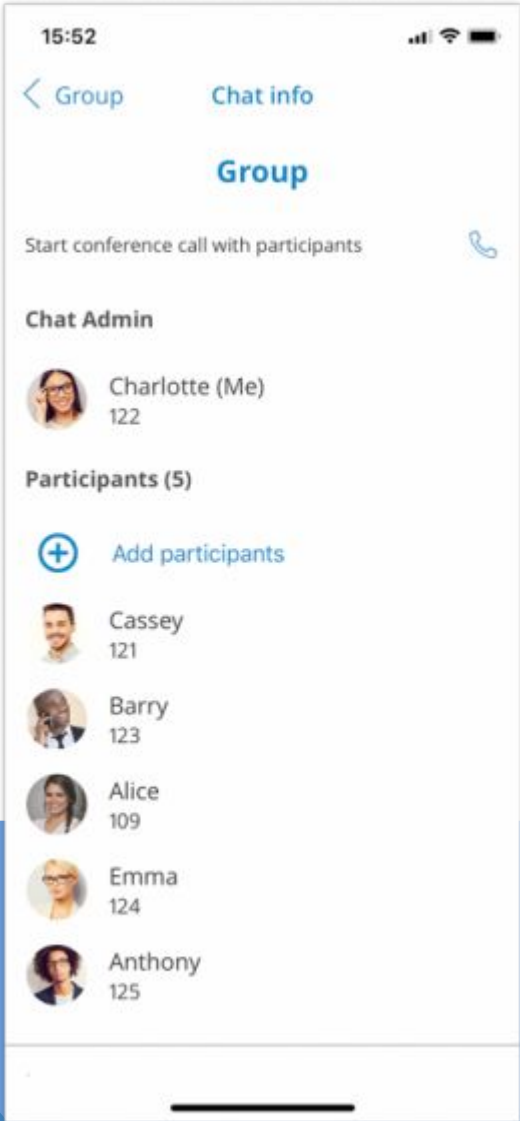 15:52
Group
Chat info
Group
Start conference call with participants
Chat Admin
Charlotte (Me)
122
Participants (5)
Add participants
Cassey
121
Barry
123
Alice
109
Emma
124
Anthony
125